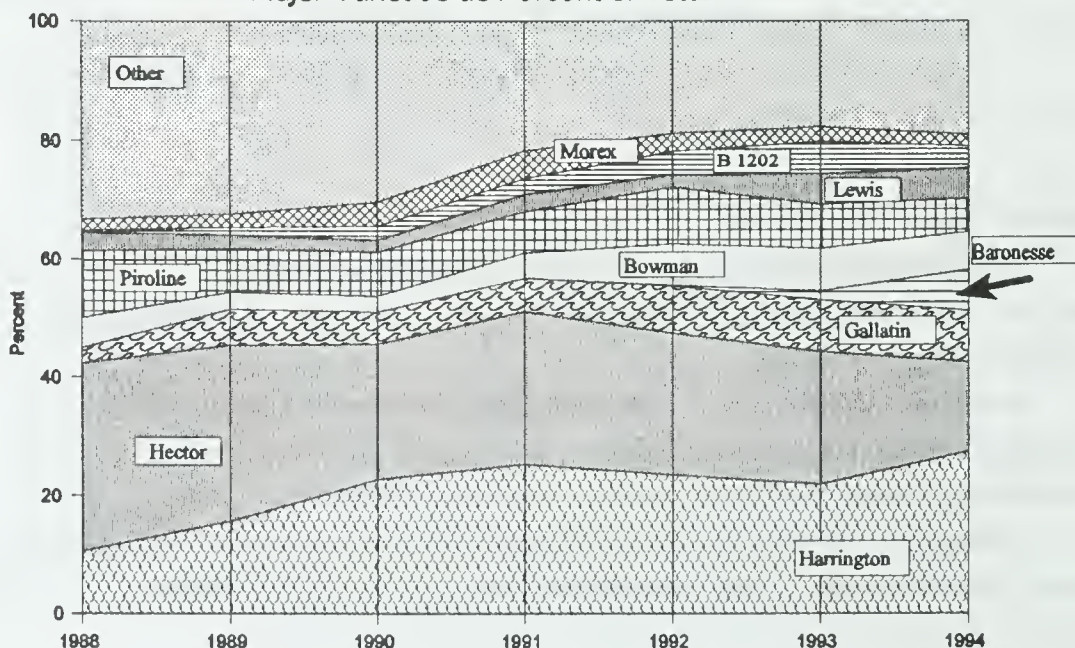 100
Other
80
Morex
B 1202
Lewis
60
Piroline
Bowman
Baronesse
Percent
Gallatin
40
Hector
20
Harrington
0
1988 1989 1990 1991 1992 1993 1994